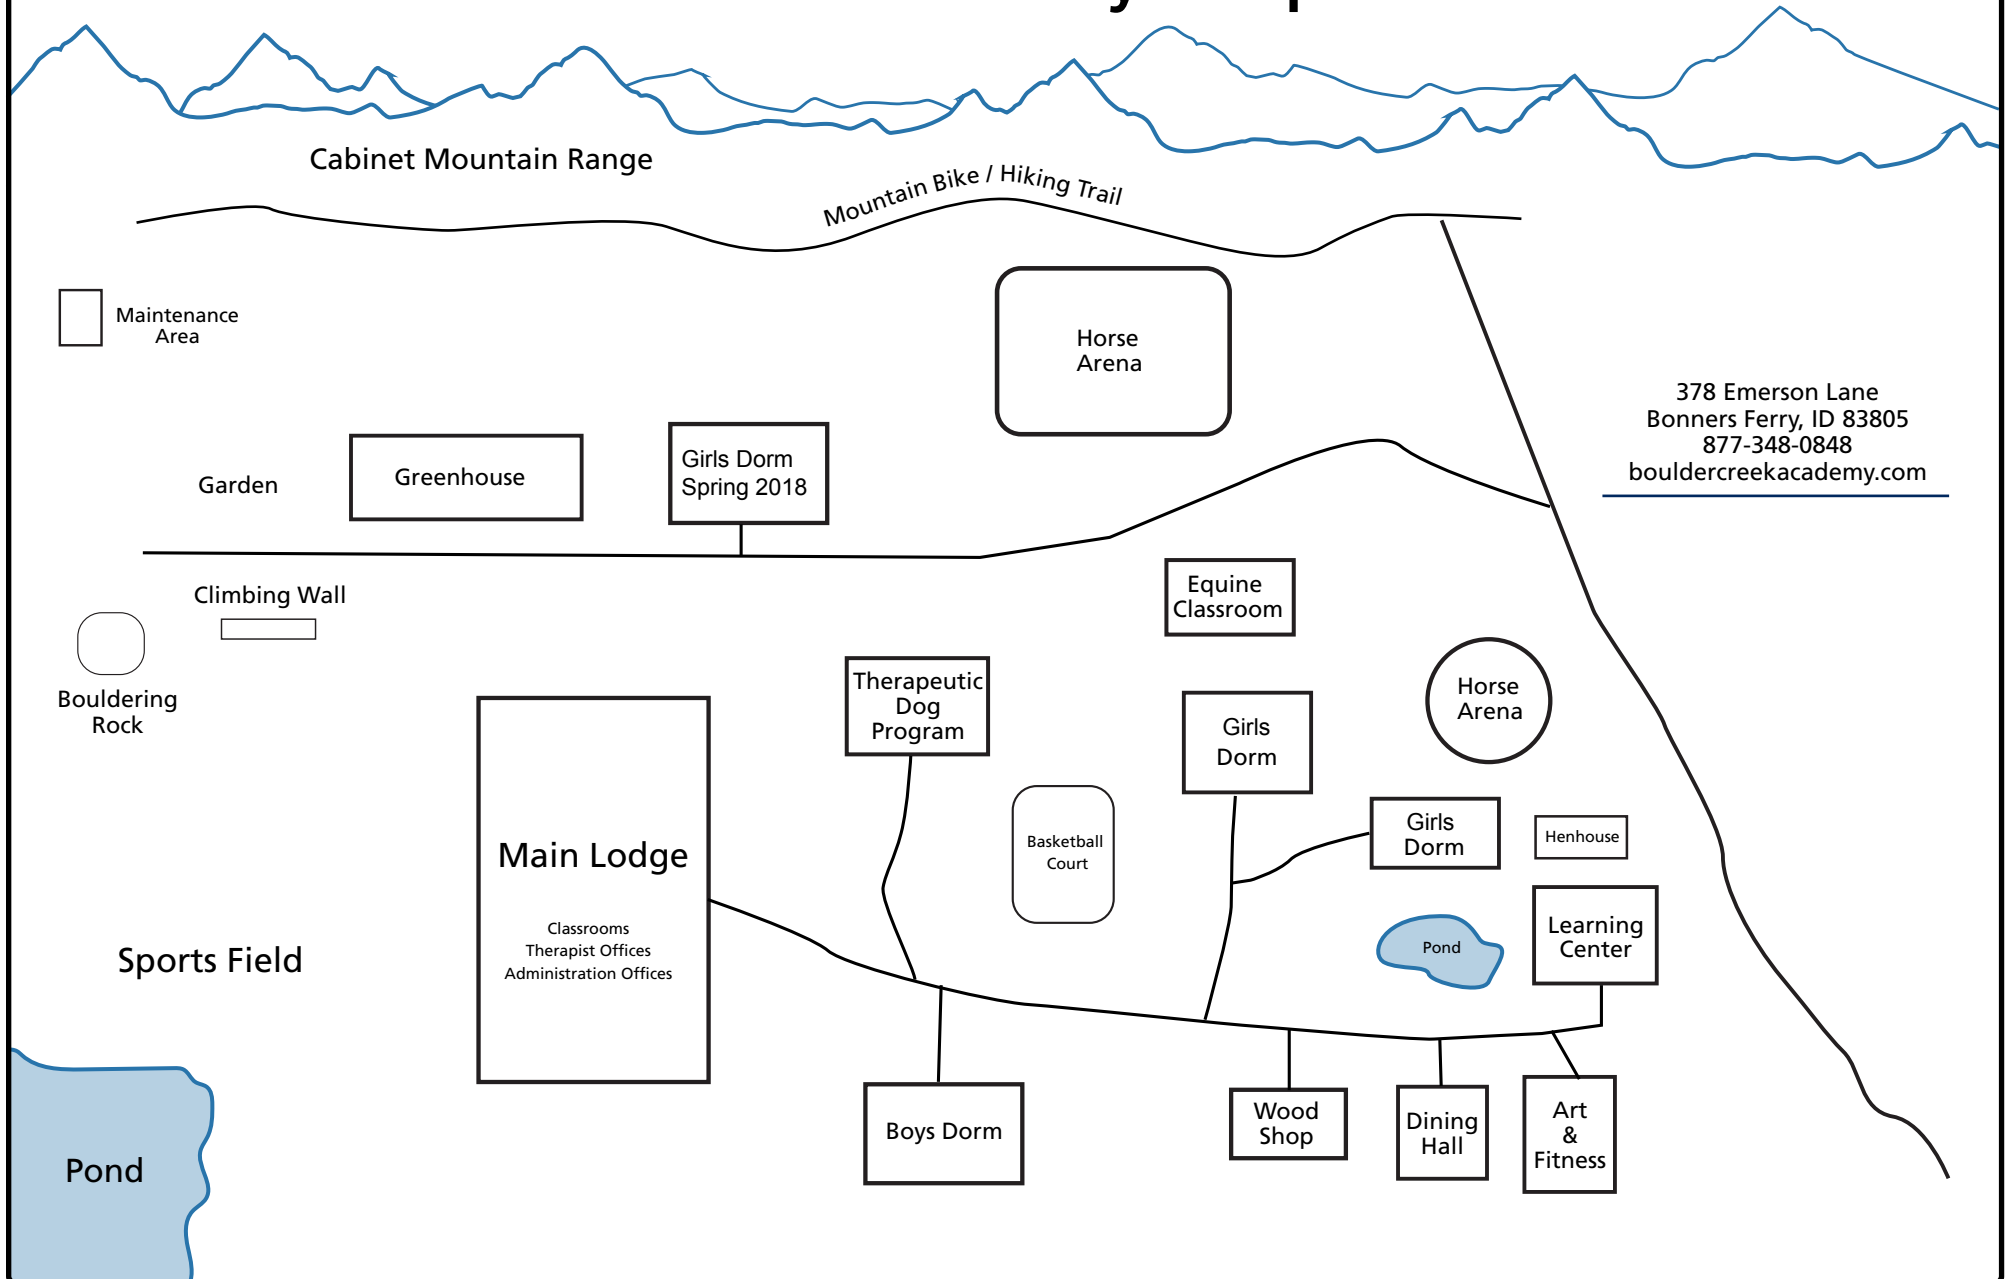 Cabinet Mountain Range
Mountain Bike / Hiking Trail
Maintenance
Area
Horse
Arena
378 Emerson Lane
Bonners Ferry, ID 83805
877-348-0848
bouldercreekacademy.com
Garden
Greenhouse
Girls Dorm
Spring 2018
Climbing Wall
Equine
Classroom
Bouldering
Rock
Therapeutic
Dog
Program
Girls
Dorm
Horse
Arena
Main Lodge
Classrooms
Therapist Offices
Administration Offices
Basketball
Court
Girls
Dorm
Henhouse
Learning
Center
Pond
Sports Field
Pond
Boys Dorm
Wood
Shop
Dining
Hall
Art
&
Fitness